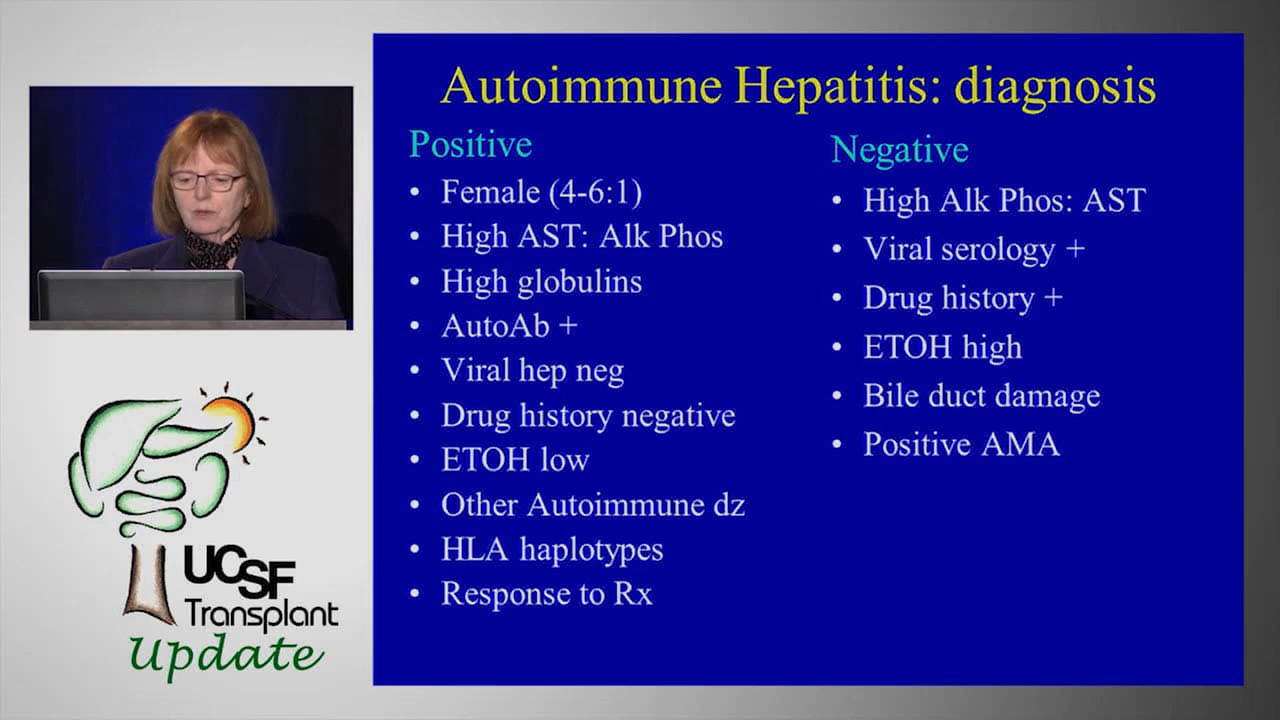 Autoimmune Hepatitis: diagnosis
Positive
• Female (4-6:1)
• High AST: Alk Phos
• High globulins
• AutoAb +
• Viral hep neg
• Drug history negative
• ETOH low
• Other Autoimmune dz
• HLA haplotypes
• Response to Rx
Negative
• High Alk Phos: AST
• Viral serology +
• Drug history +
• ETOH high
• Bile duct damage
• Positive AMA
UCSF
Transplant
Update